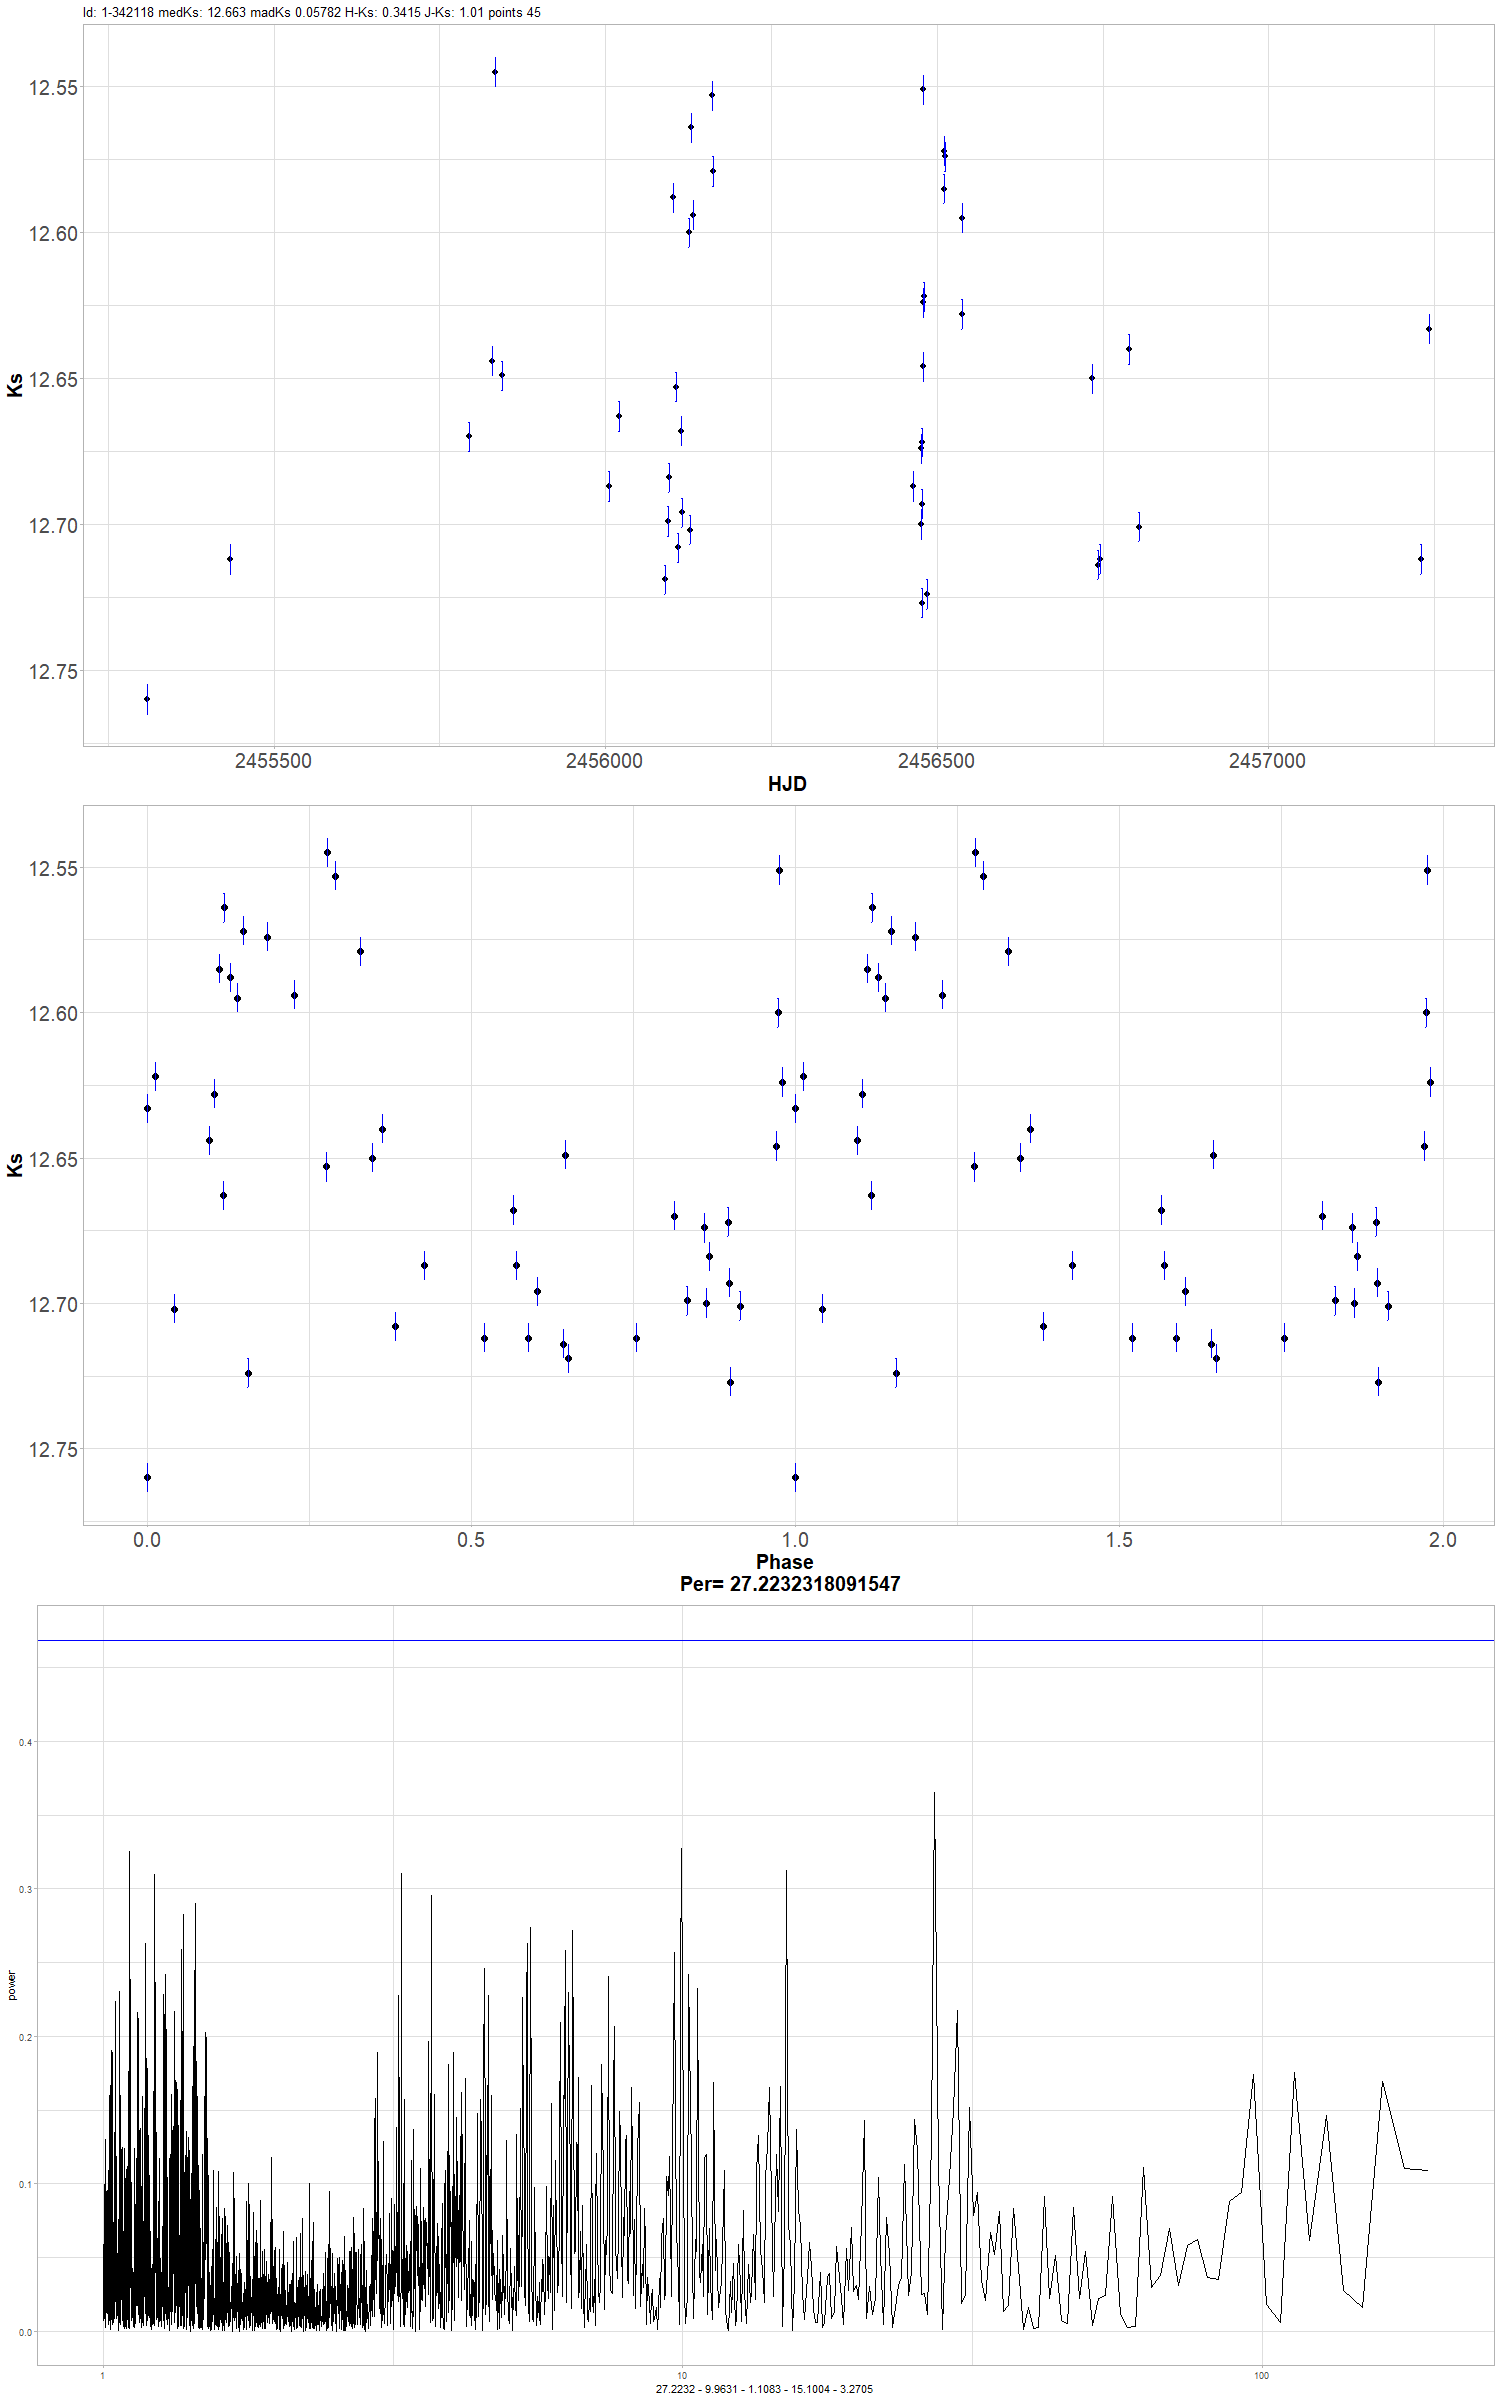 Id: 1-342118 medKs: 12.663 madKs 0.05782 H-Ks: 0.3415 J-Ks: 1.01 points 45
12.55
12.60
12.65
12.70
12.75
Ks
2455500 2456000 2456500 2457000
HJD
12.55
12.60
12.65
12.70
12.75
Ks
0.0 0.5 1.0 1.5 2.0
Phase
Per= 27.2232318091547
0.4
0.3
0.2
0.1
0.0
power
1 10 100
27.2232 - 9.9631 - 1.1083 - 15.1004 - 3.2705